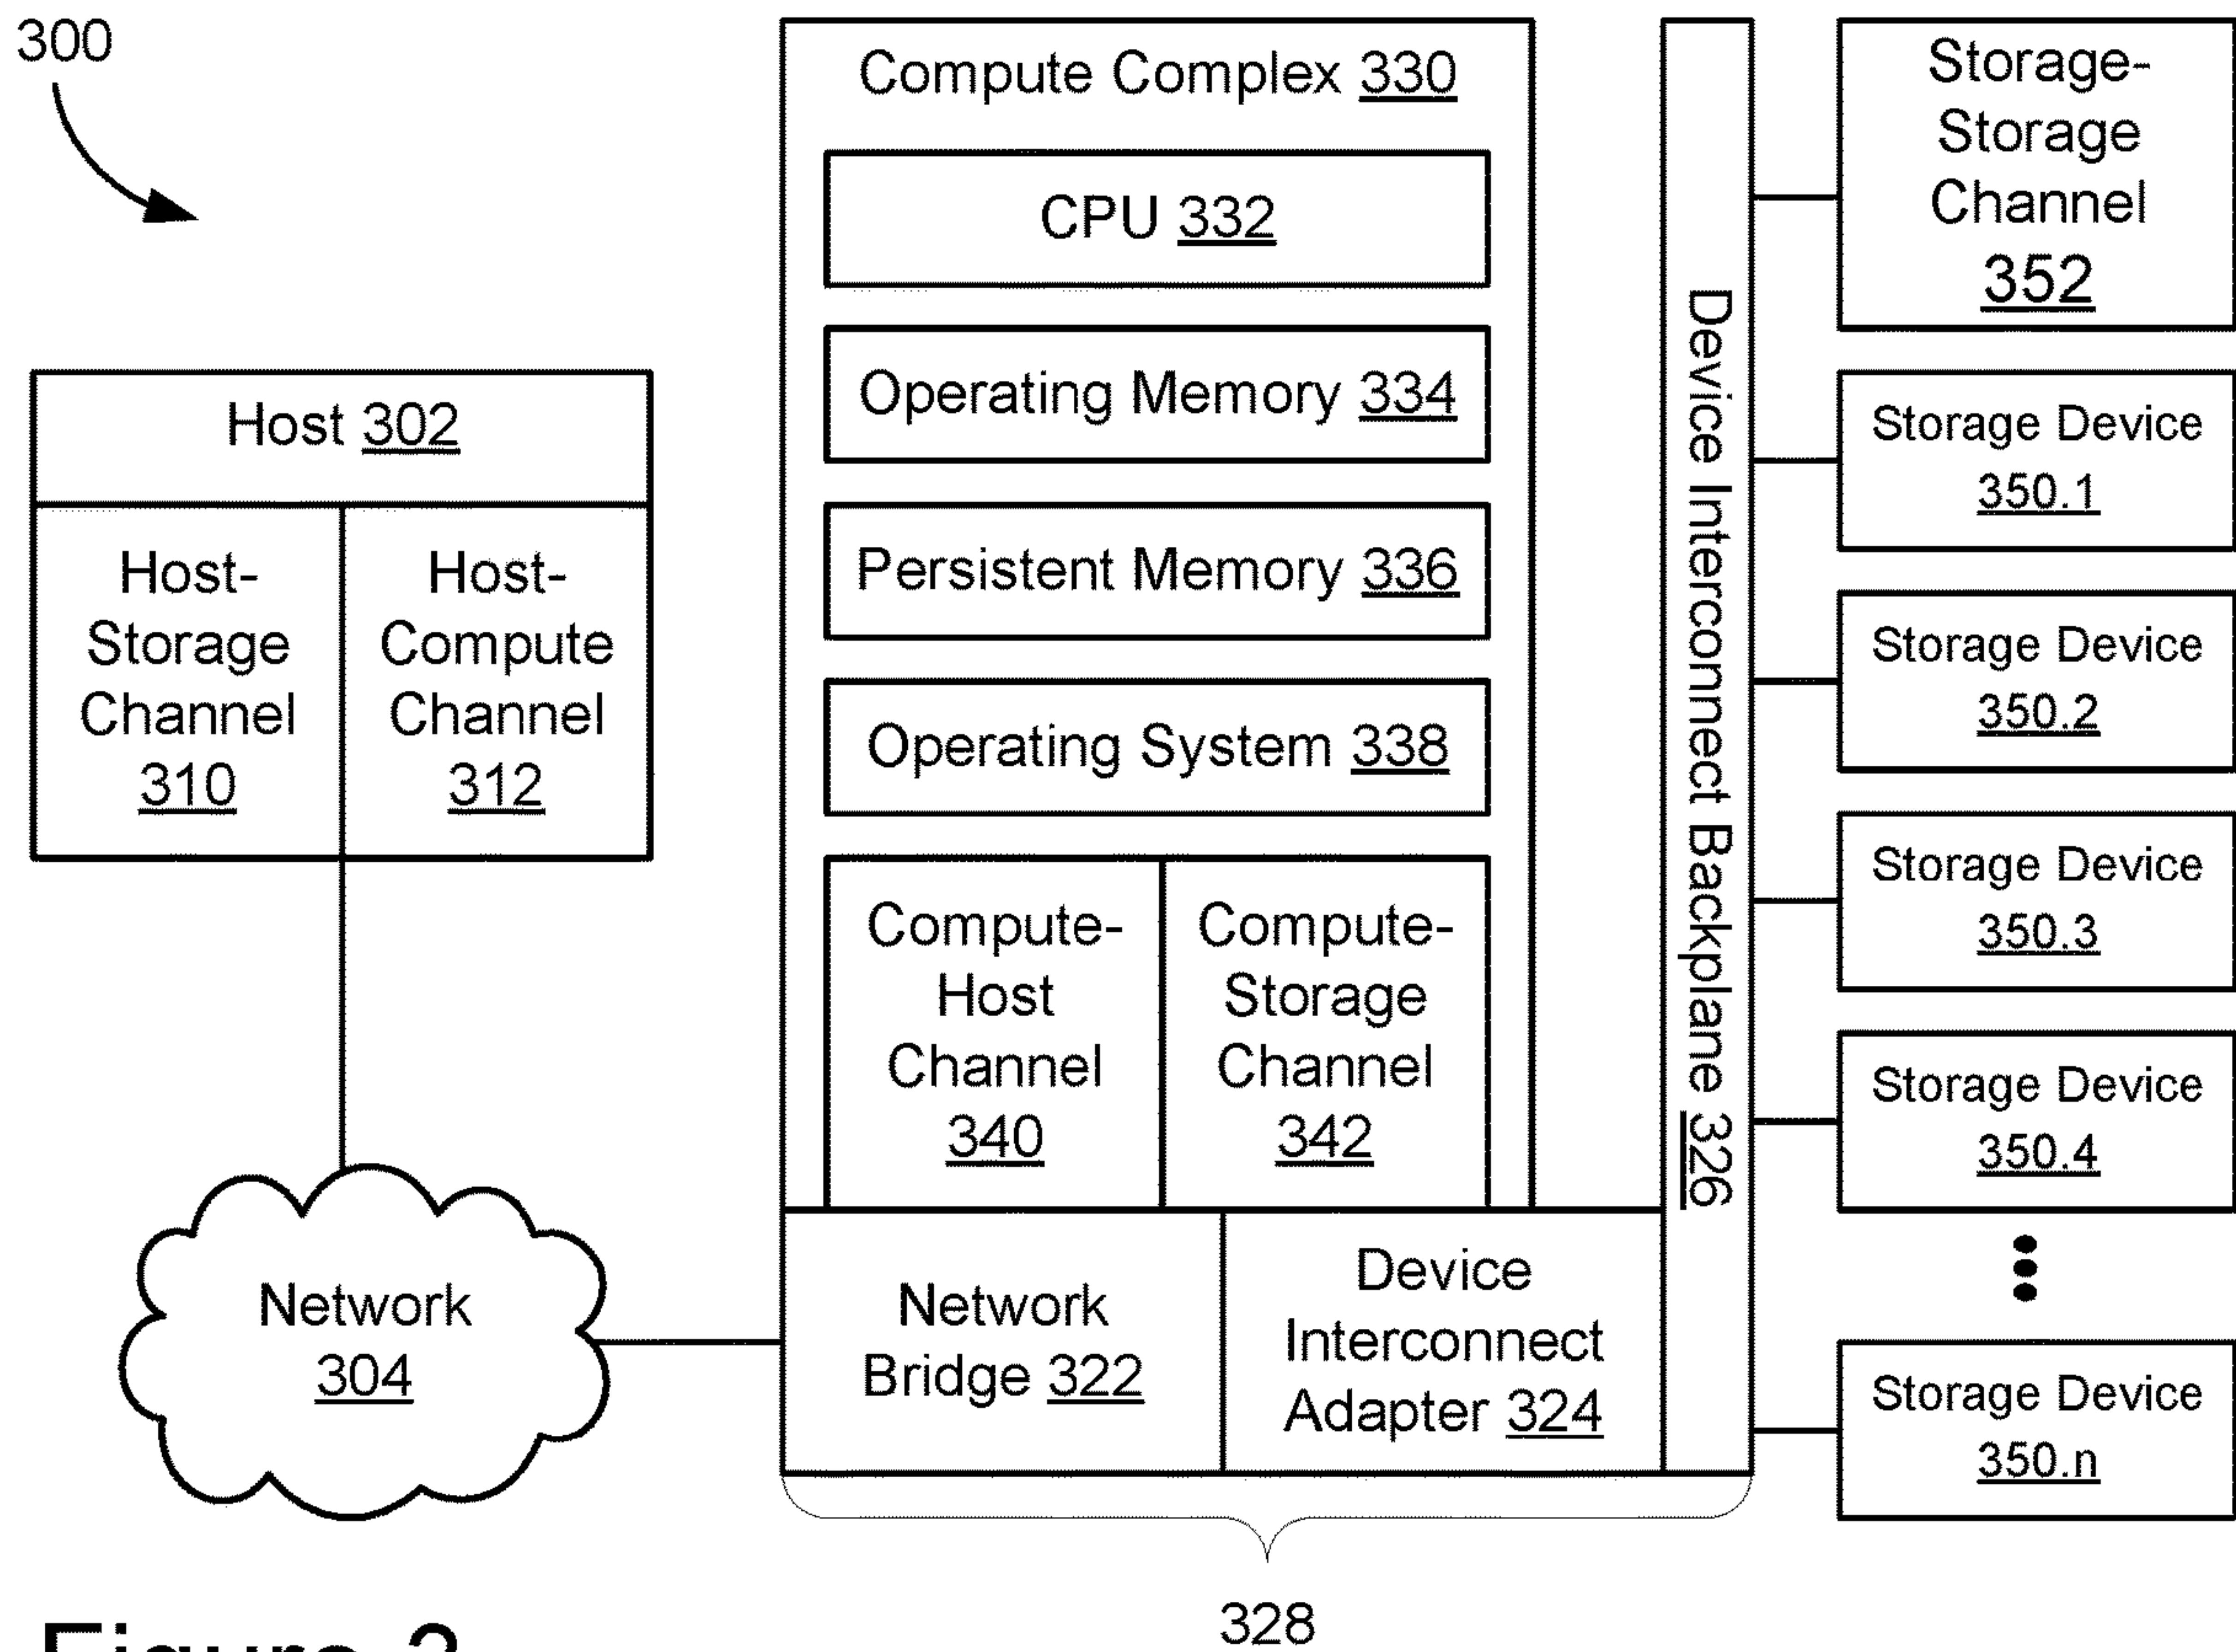 300
Host 302
Host-
Storage
Channel
310
Host-
Compute
Channel
312
Network
304
Compute Complex 330
CPU 332
Operating Memory 334
Persistent Memory 336
Operating System 338
Compute-
Host
Channel
340
Compute-
Storage
Channel
342
Network
Bridge 322
Device
Interconnect
Adapter 324
Device Interconnect Backplane 326
328
Storage-
Storage
Channel
352
Storage Device
350.1
Storage Device
350.2
Storage Device
350.3
Storage Device
350.4
Storage Device
350.n
Figure